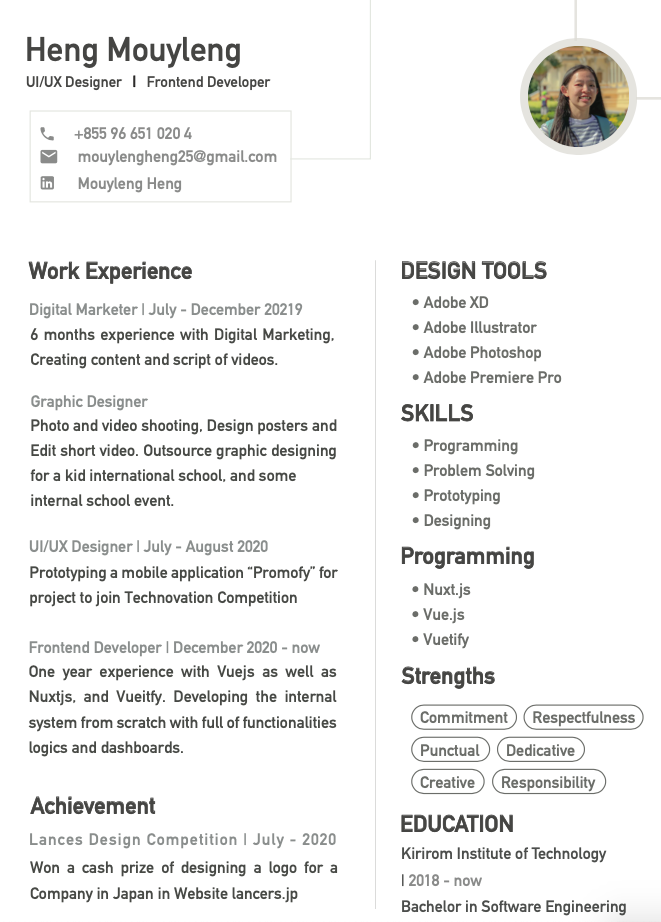 Heng Mouyleng
UI/UX Designer | Frontend Developer
+855 96 651 020 4
mouylengheng25@gmail.com
Mouyleng Heng
Work Experience
Digital Marketer | July - December 20219
6 months experience with Digital Marketing,
Creating content and script of videos.
Graphic Designer
Photo and video shooting, Design posters and
Edit short video. Outsource graphic designing
for a kid international school, and some
internal school event.
UI/UX Designer | July - August 2020
Prototyping a mobile application “Promofy” for
project to join Technovation Competition
Frontend Developer | December 2020 - now
One year experience with Vuejs as well as
Nuxtjs, and Vueitfy. Developing the internal
system from scratch with full of functionalities
logics and dashboards.
Achievement
Lances Design Competition | July - 2020
Won a cash prize of designing a logo for a
Company in Japan in Website lancers.jp
DESIGN TOOLS
• Adobe XD
• Adobe Illustrator
• Adobe Photoshop
• Adobe Premiere Pro
SKILLS
• Programming
• Problem Solving
• Prototyping
• Designing
Programming
• Nuxt.js
• Vue.js
• Vuetify
Strengths
Commitment Respectfulness
Punctual Dedicative
Creative Responsibility
EDUCATION
Kirirom Institute of Technology
| 2018 - now
Bachelor in Software Engineering